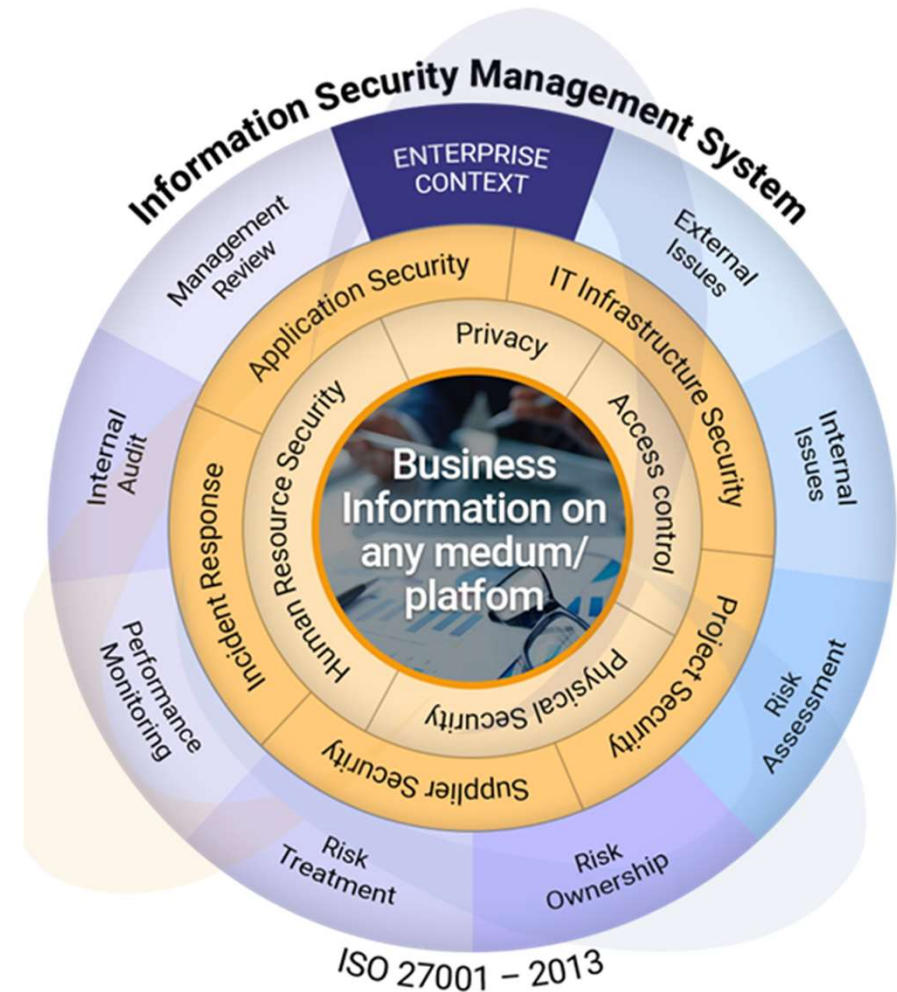 Information Security Management System
ENTERPRISE
CONTEXT
External
Issues
Internal
Issues
Risk
Assessment
Risk
Ownership
Risk
Treatment
Performance
Monitoring
Internal
Audit
Management
Review
Application Security
IT Infrastructure Security
Project Security
Supplier Security
Incident Response
Privacy
Access control
Physical Security
Human Resource Security
Business
Information on
any medum/
platfom
ISO 27001 – 2013